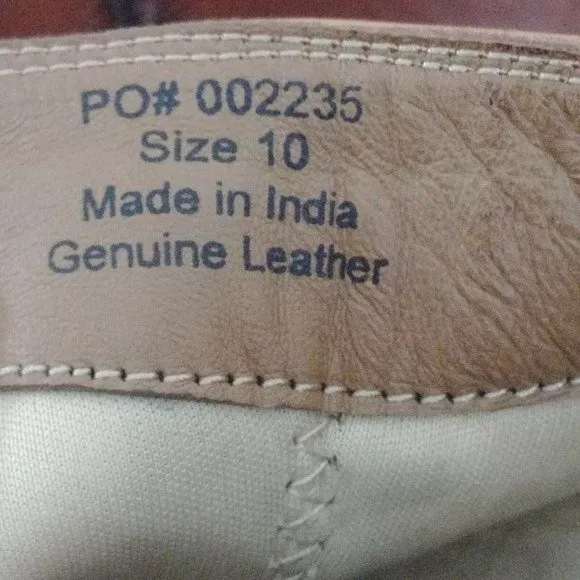 PO# 002235
Size 10
Made in India
Genuine Leather